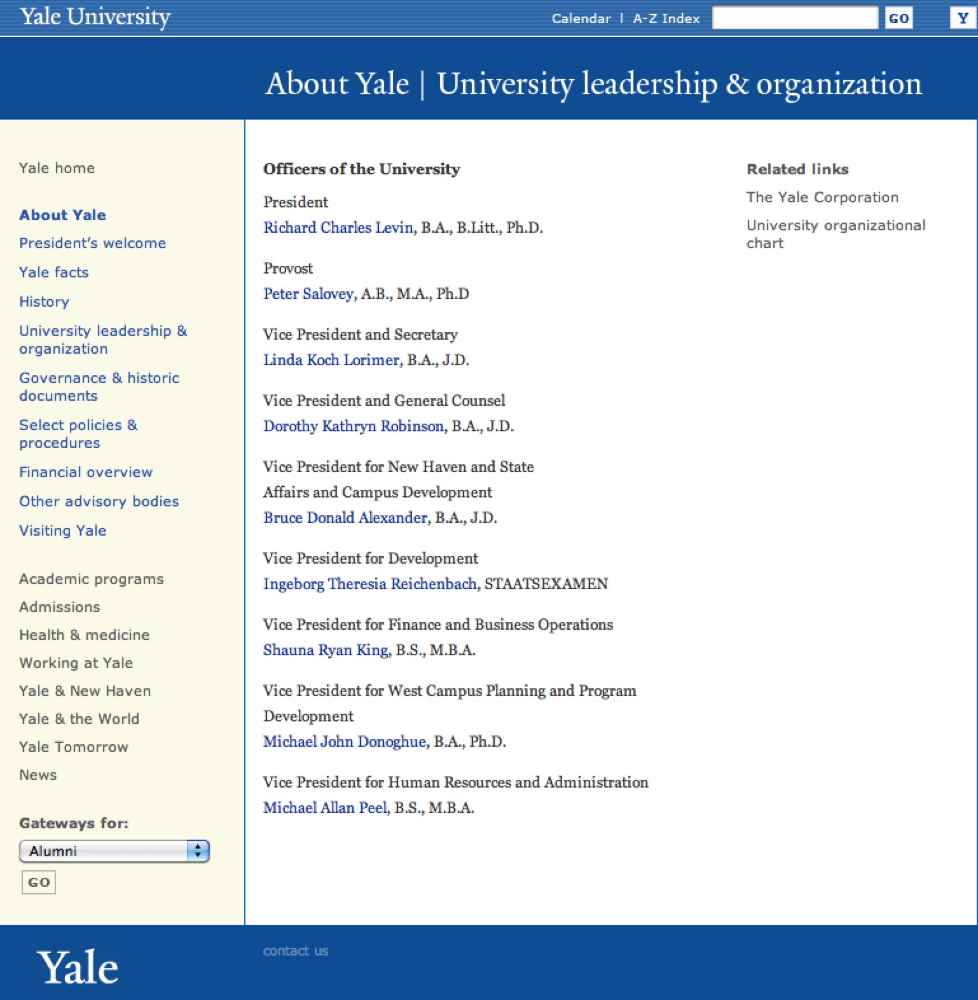 Yale University
Calendar | A-Z Index
GO
Y
About Yale | University leadership & organization
Yale home
About Yale
President's welcome
Yale facts
History
University leadership &
organization
Governance & historic
documents
Select policies &
procedures
Financial overview
Other advisory bodies
Visiting Yale
Academic programs
Admissions
Health & medicine
Working at Yale
Yale & New Haven
Yale & the World
Yale Tomorrow
News
Gateways for:
Alumni
GO
Officers of the University
President
Richard Charles Levin, B.A., B.Litt., Ph.D.
Provost
Peter Salovey, A.B., M.A., Ph.D
Vice President and Secretary
Linda Koch Lorimer, B.A., J.D.
Vice President and General Counsel
Dorothy Kathryn Robinson, B.A., J.D.
Vice President for New Haven and State
Affairs and Campus Development
Bruce Donald Alexander, B.A., J.D.
Vice President for Development
Ingeborg Theresia Reichenbach, STAATSEXAMEN
Vice President for Finance and Business Operations
Shauna Ryan King, B.S., M.B.A.
Vice President for West Campus Planning and Program
Development
Michael John Donoghue, B.A., Ph.D.
Vice President for Human Resources and Administration
Michael Allan Peel, B.S., M.B.A.
Related links
The Yale Corporation
University organizational
chart
Yale
contact us